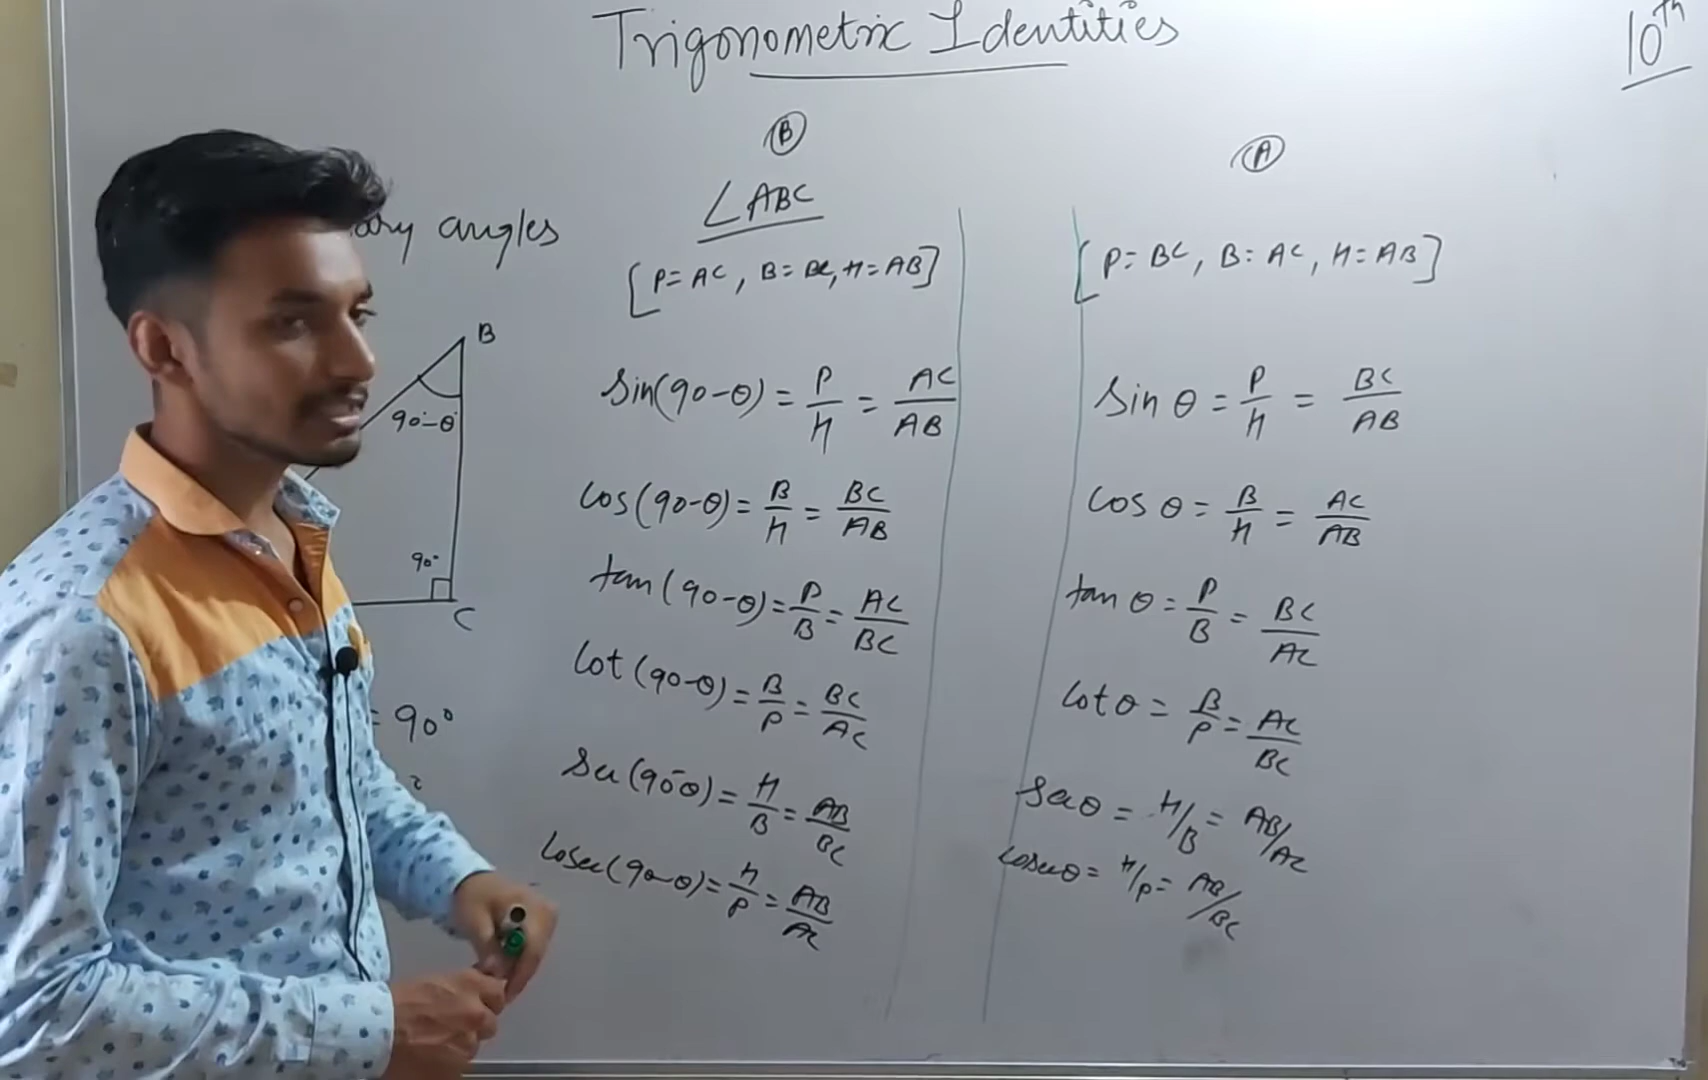 Trigonometric Identities
10th
ary angles
B
90°-θ
90°
C
= 90°
B
∠ABC
[P= AC, B= BC, H= AB]
sin(90-θ) = P/H = AC/AB
cos(90-θ) = B/H = BC/AB
tan(90-θ) = P/B = AC/BC
Cot(90-θ) = B/P = BC/AC
Sec(90-θ) = H/B = AB/BC
Cosec(90-θ) = H/P = AB/AC
A
[P= BC, B= AC, H= AB]
sin θ = P/H = BC/AB
cos θ = B/H = AC/AB
tan θ = P/B = BC/AC
Cot θ = B/P = AC/BC
Sec θ = H/B = AB/AC
Cosec θ = H/P = AB/BC